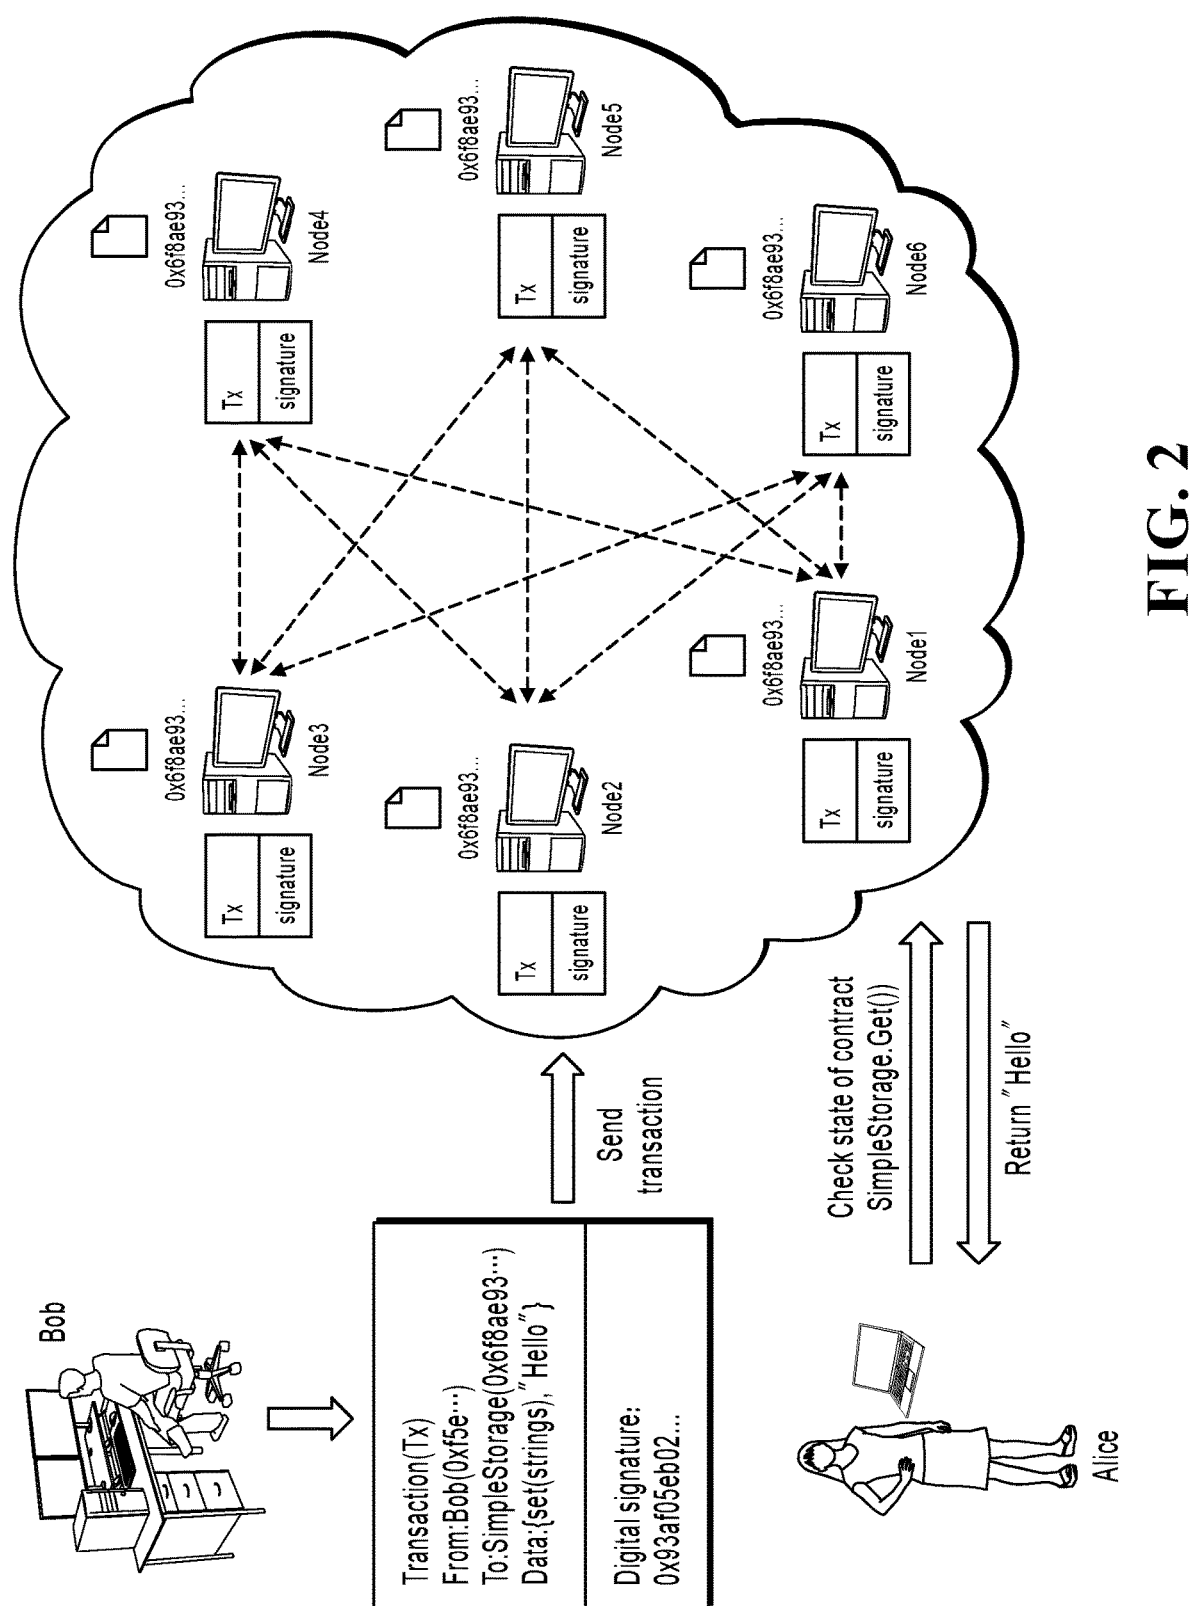 Bob
Transaction(Tx)
From:Bob(0xf5e···)
To:SimpleStorage(0x6f8ae93···)
Data:{set(strings),"Hello"}
Digital signature:
0x93af05eb02...
Send
transaction
Alice
Check state of contract
SimpleStorage.Get())
Return "Hello"
0x6f8ae93...
Node3
Tx
signature
0x6f8ae93...
Node4
Tx
signature
0x6f8ae93...
Node2
Tx
signature
0x6f8ae93...
Node5
Tx
signature
0x6f8ae93...
Node1
Tx
signature
0x6f8ae93...
Node6
Tx
signature
FIG. 2